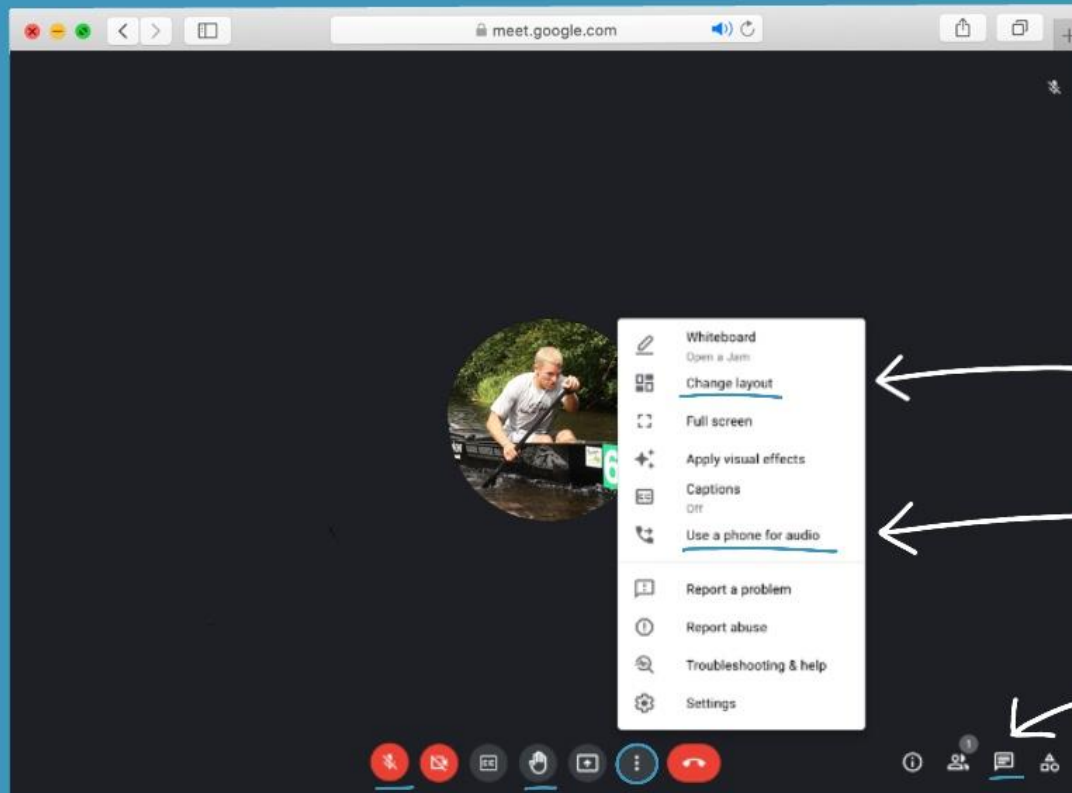 meet.google.com
Whiteboard
Open a Jam
Change layout
Full screen
Apply visual effects
Captions
Off
Use a phone for audio
Report a problem
Report abuse
Troubleshooting & help
Settings
6
CC
1